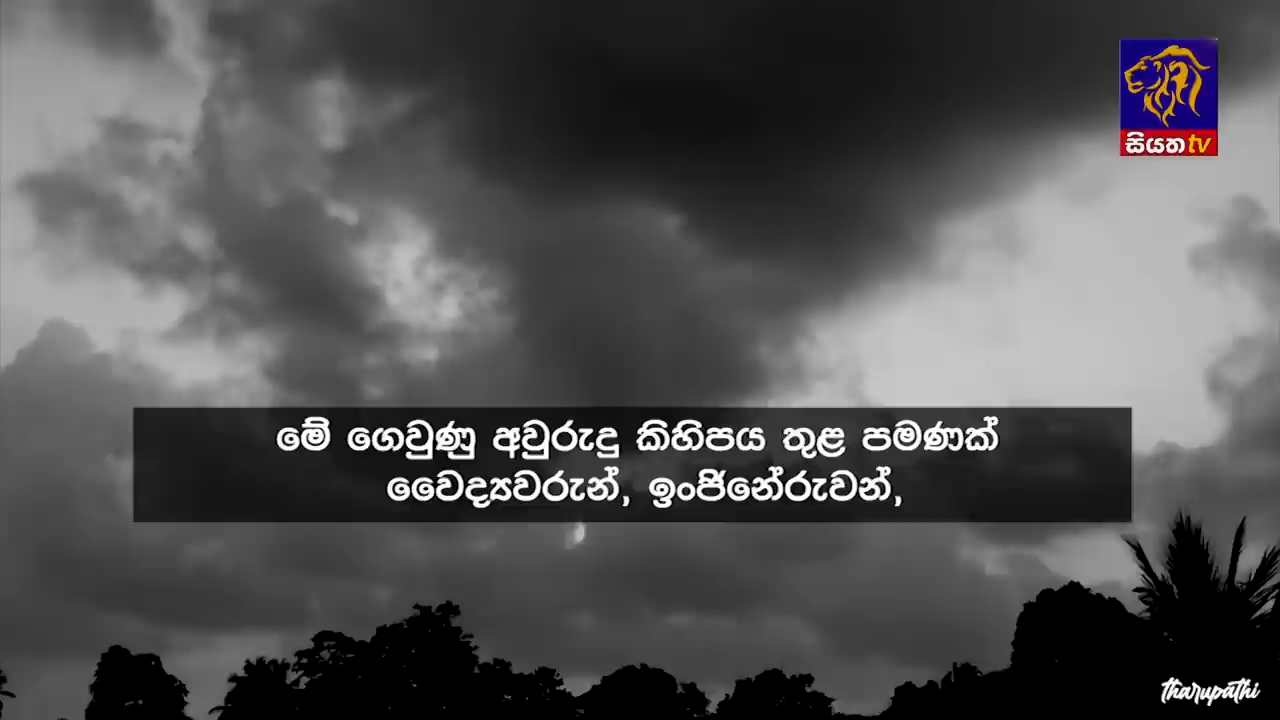 සියත tv
මේ ගෙවුණු අවුරුදු කිහිපය තුළ පමණක්
වෛද්‍යවරුන්, ඉංජිනේරුවන්,
tharupathi